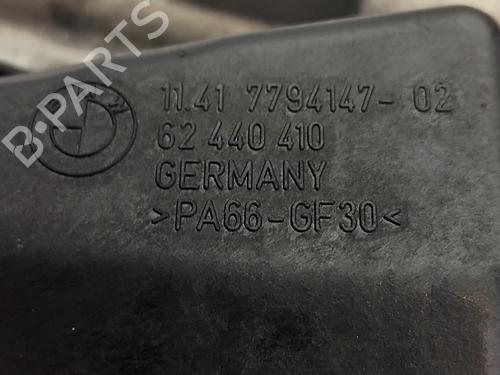 B-PARTS
11.41 7794147-02
62 440 410
GERMANY
>PA66-GF30<